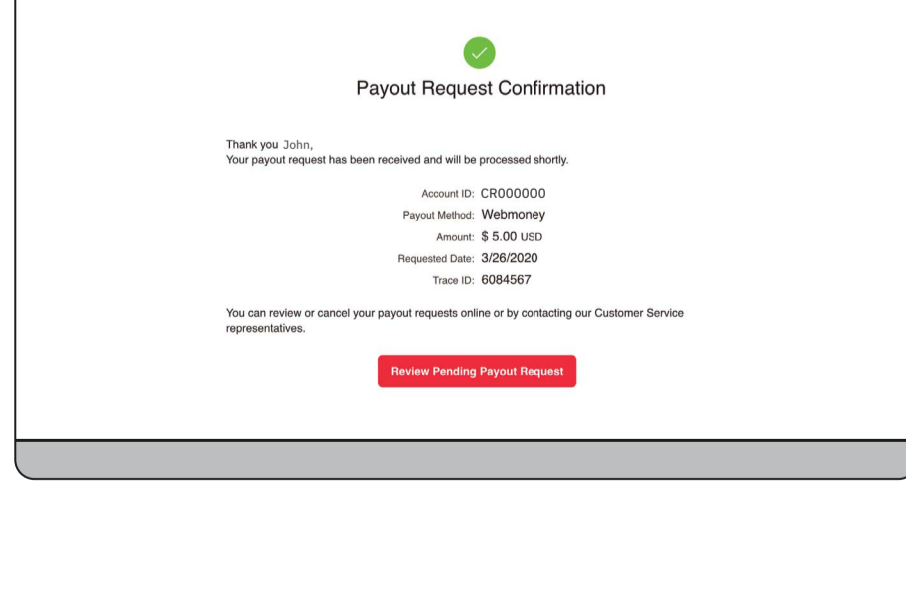 Payout Request Confirmation
Thank you John,
Your payout request has been received and will be processed shortly.
Account ID: CR000000
Payout Method: Webmoney
Amount: $ 5.00 USD
Requested Date: 3/26/2020
Trace ID: 6084567
You can review or cancel your payout requests online or by contacting our Customer Service
representatives.
Review Pending Payout Request